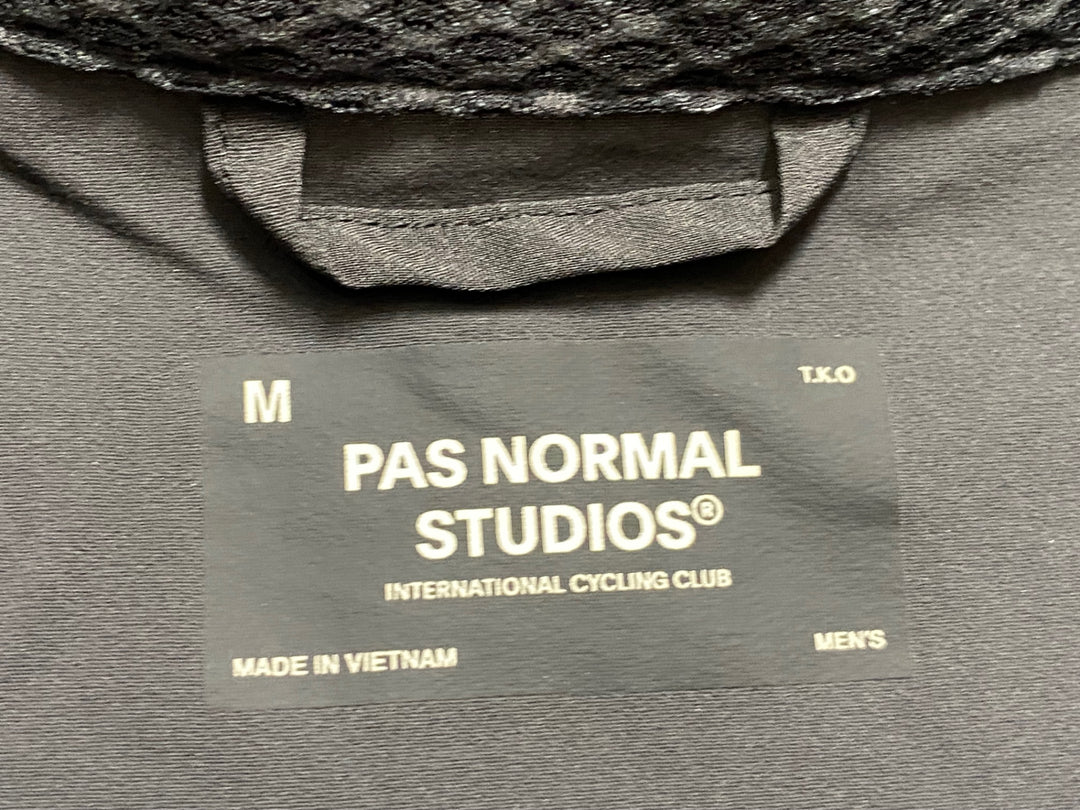 M
T.K.O
PAS NORMAL
STUDIOS®
INTERNATIONAL CYCLING CLUB
MADE IN VIETNAM
MEN'S